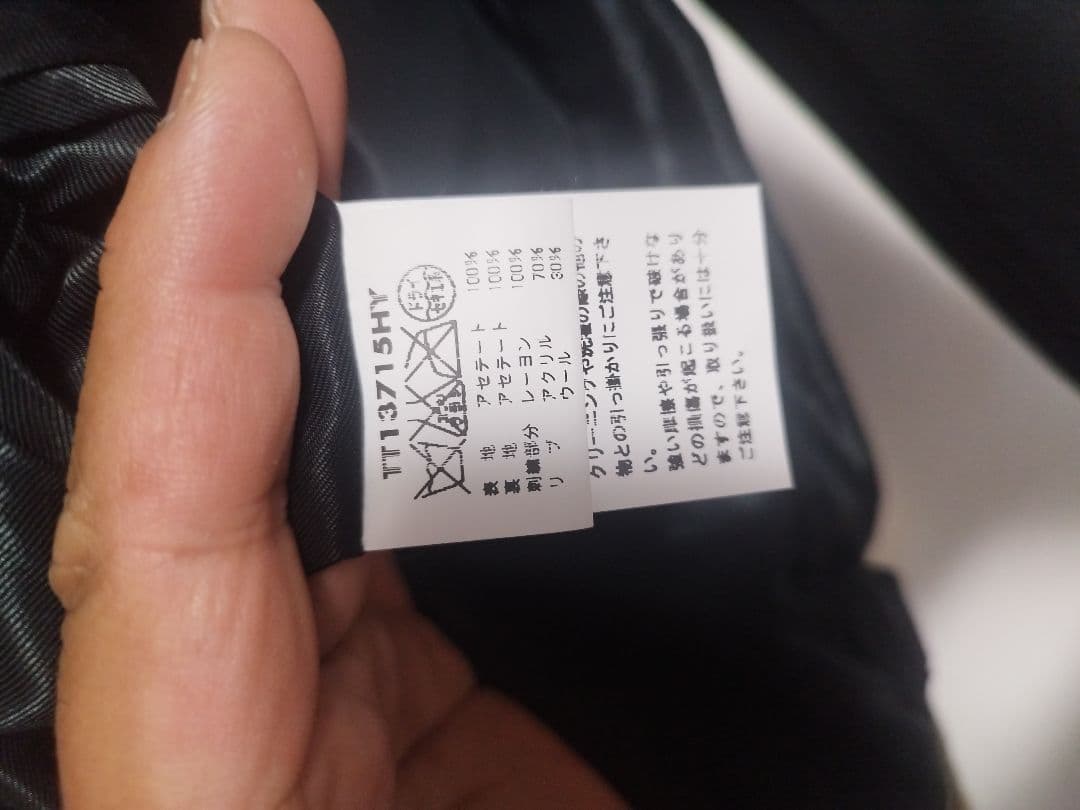 TT13715HY
ドライ
セキユ系
表 地 アセテート 100%
裏 地 アセテート 100%
刺繍部分 レーヨン 100%
リ ブ アクリル 70%
ウール 30%
クリーニングや洗濯の際の他の
物との引っ掛かりにご注意下さ
い。
強い摩擦や引っ張りで破けな
どの損傷が起こる場合があり
ますので、取り扱いには十分
ご注意下さい。